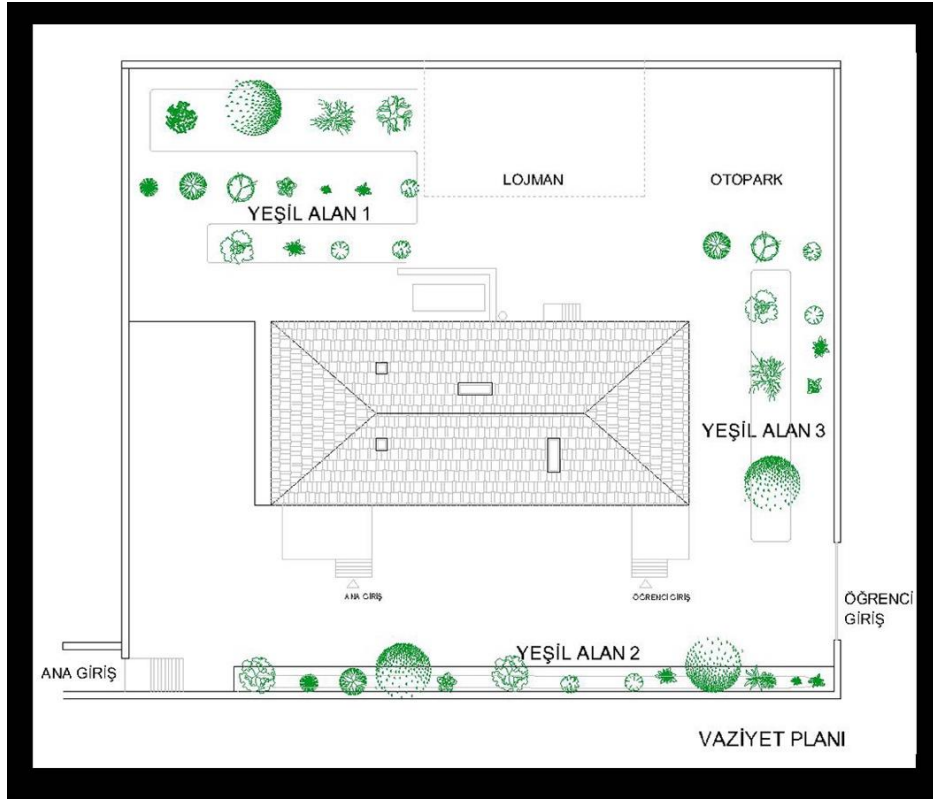 LOJMAN
OTOPARK
YEŞİL ALAN 1
YEŞİL ALAN 3
ANA GİRİŞ
ÖĞRENCİ GİRİŞ
ÖĞRENCİ
GİRİŞ
YEŞİL ALAN 2
ANA GİRİŞ
VAZİYET PLANI